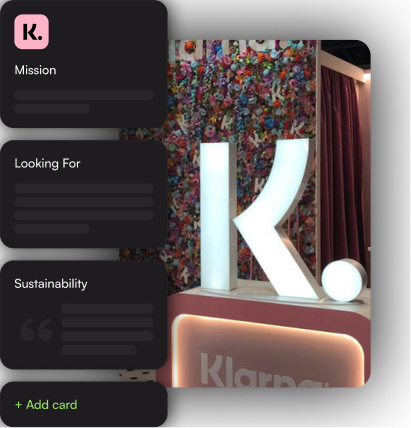 K.
Mission
Looking For
Sustainability
+ Add card
K.
Klarna